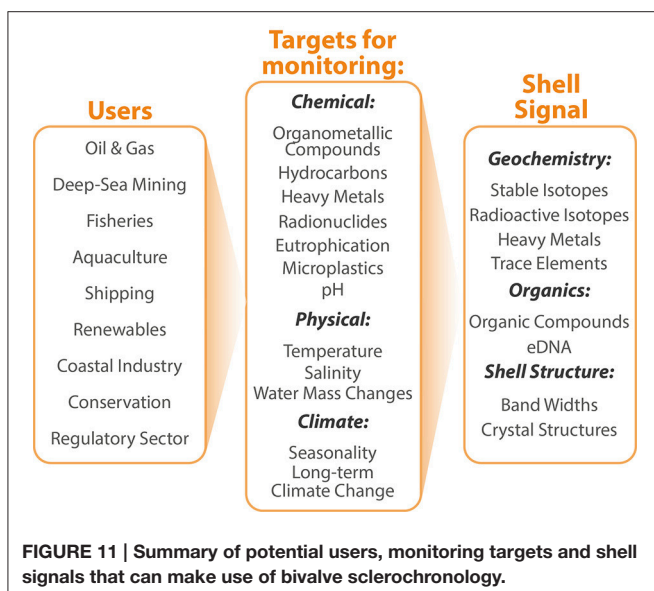 Users
Oil & Gas
Deep-Sea Mining
Fisheries
Aquaculture
Shipping
Renewables
Coastal Industry
Conservation
Regulatory Sector
Targets for
monitoring:
Chemical:
Organometallic
Compounds
Hydrocarbons
Heavy Metals
Radionuclides
Eutrophication
Microplastics
pH
Physical:
Temperature
Salinity
Water Mass Changes
Climate:
Seasonality
Long-term
Climate Change
Shell
Signal
Geochemistry:
Stable Isotopes
Radioactive Isotopes
Heavy Metals
Trace Elements
Organics:
Organic Compounds
eDNA
Shell Structure:
Band Widths
Crystal Structures
FIGURE 11 | Summary of potential users, monitoring targets and shell
signals that can make use of bivalve sclerochronology.